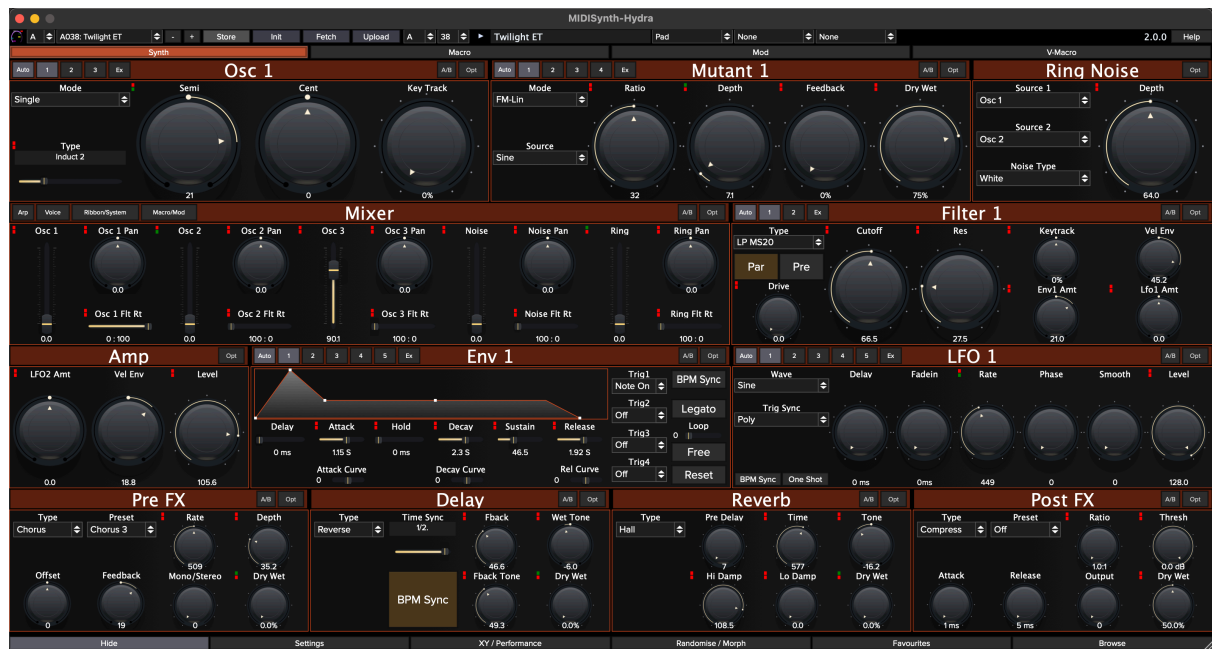 MIDISynth-Hydra
A A038: Twilight ET - + Store Init Fetch Upload A 38 Twilight ET Pad None None 2.0.0 Help
Synth Macro Mod V-Macro
Auto 1 2 3 Ex Osc 1 A/B Opt Auto 1 2 3 4 Ex Mutant 1 A/B Opt Ring Noise Opt
Mode Semi Cent Key Track Mode Ratio Depth Feedback Dry Wet Source 1 Depth
Single FM-Lin Osc 1
Source 2
Type Source Osc 2
Induct 2 Sine Noise Type
White
21 0 0% 32 7.1 0% 75% 64.0
Arp Voice Ribbon/System Macro/Mod Mixer A/B Opt Auto 1 2 Ex Filter 1 A/B Opt
Osc 1 Osc 1 Pan Osc 2 Osc 2 Pan Osc 3 Osc 3 Pan Noise Noise Pan Ring Ring Pan Type Cutoff Res Keytrack Vel Env
LP MS20
Par Pre
0% 45.2
0.0 0.0 0.0 0.0 0.0 Drive Env1 Amt Lfo1 Amt
Osc 1 Flt Rt Osc 2 Flt Rt Osc 3 Flt Rt Noise Flt Rt Ring Flt Rt
0.0 0:100 0.0 100:0 90.1 100:0 0.0 100:0 0.0 100:0 0.0 66.5 27.5 21.0 0.0
Amp Opt Auto 1 2 3 4 5 Ex Env 1 A/B Opt Auto 1 2 3 4 5 Ex LFO 1 A/B Opt
LFO2 Amt Vel Env Level Trig1 BPM Sync Wave Delay Fadein Rate Phase Smooth Level
Note On Sine
Trig2 Legato
Off Trig Sync
Delay Attack Hold Decay Sustain Release Trig3 Loop Poly
0
0 ms 1.15 S 0 ms 2.3 S 46.5 1.92 S Off Free
Attack Curve Decay Curve Rel Curve Trig4
0 0 0 Off Reset
0.0 18.8 105.6 BPM Sync One Shot 0 ms 0ms 449 0 0 128.0
Pre FX A/B Opt Delay A/B Opt Reverb A/B Opt Post FX A/B Opt
Type Preset Rate Depth Type Time Sync Fback Wet Tone Type Pre Delay Time Tone Type Preset Ratio Thresh
Chorus Chorus 3 Reverse 1/2. Hall Compress Off
509 35.2 46.6 -6.0 7 577 -16.2 1.0:1 0.0 dB
Offset Feedback Mono/Stereo Dry Wet BPM Sync Fback Tone Dry Wet Hi Damp Lo Damp Dry Wet Attack Release Output Dry Wet
0 19 0 0.0% 49.3 0.0% 108.5 0.0 0.0% 1 ms 5 ms 0 50.0%
Hide Settings XY / Performance Randomise / Morph Favourites Browse